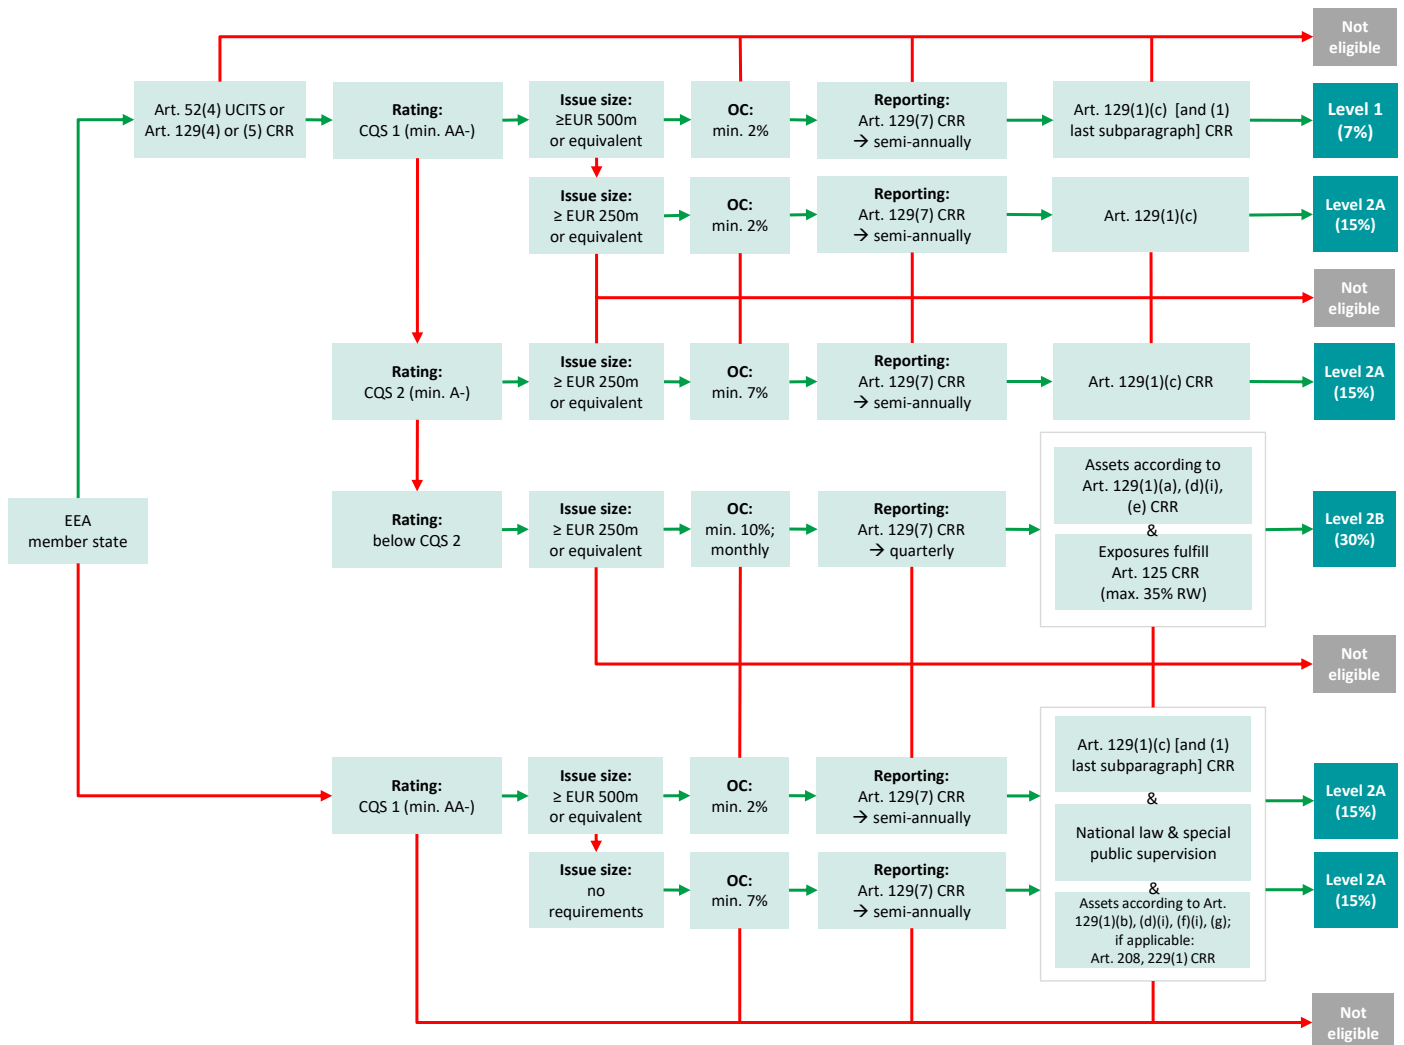 Not
eligible
Art. 52(4) UCITS or
Art. 129(4) or (5) CRR
Rating:
CQS 1 (min. AA-)
Issue size:
≥EUR 500m
or equivalent
OC:
min. 2%
Reporting:
Art. 129(7) CRR
→ semi-annually
Art. 129(1)(c) [and (1)
last subparagraph] CRR
Level 1
(7%)
Issue size:
≥ EUR 250m
or equivalent
OC:
min. 2%
Reporting:
Art. 129(7) CRR
→ semi-annually
Art. 129(1)(c)
Level 2A
(15%)
Not
eligible
Rating:
CQS 2 (min. A-)
Issue size:
≥ EUR 250m
or equivalent
OC:
min. 7%
Reporting:
Art. 129(7) CRR
→ semi-annually
Art. 129(1)(c) CRR
Level 2A
(15%)
EEA
member state
Rating:
below CQS 2
Issue size:
≥ EUR 250m
or equivalent
OC:
min. 10%;
monthly
Reporting:
Art. 129(7) CRR
→ quarterly
Assets according to
Art. 129(1)(a), (d)(i),
(e) CRR
&
Exposures fulfill
Art. 125 CRR
(max. 35% RW)
Level 2B
(30%)
Not
eligible
Rating:
CQS 1 (min. AA-)
Issue size:
≥ EUR 500m
or equivalent
OC:
min. 2%
Reporting:
Art. 129(7) CRR
→ semi-annually
Art. 129(1)(c) [and (1)
last subparagraph] CRR
&
National law & special
public supervision
&
Assets according to Art.
129(1)(b), (d)(i), (f)(i), (g);
if applicable:
Art. 208, 229(1) CRR
Level 2A
(15%)
Issue size:
no
requirements
OC:
min. 7%
Reporting:
Art. 129(7) CRR
→ semi-annually
Level 2A
(15%)
Not
eligible